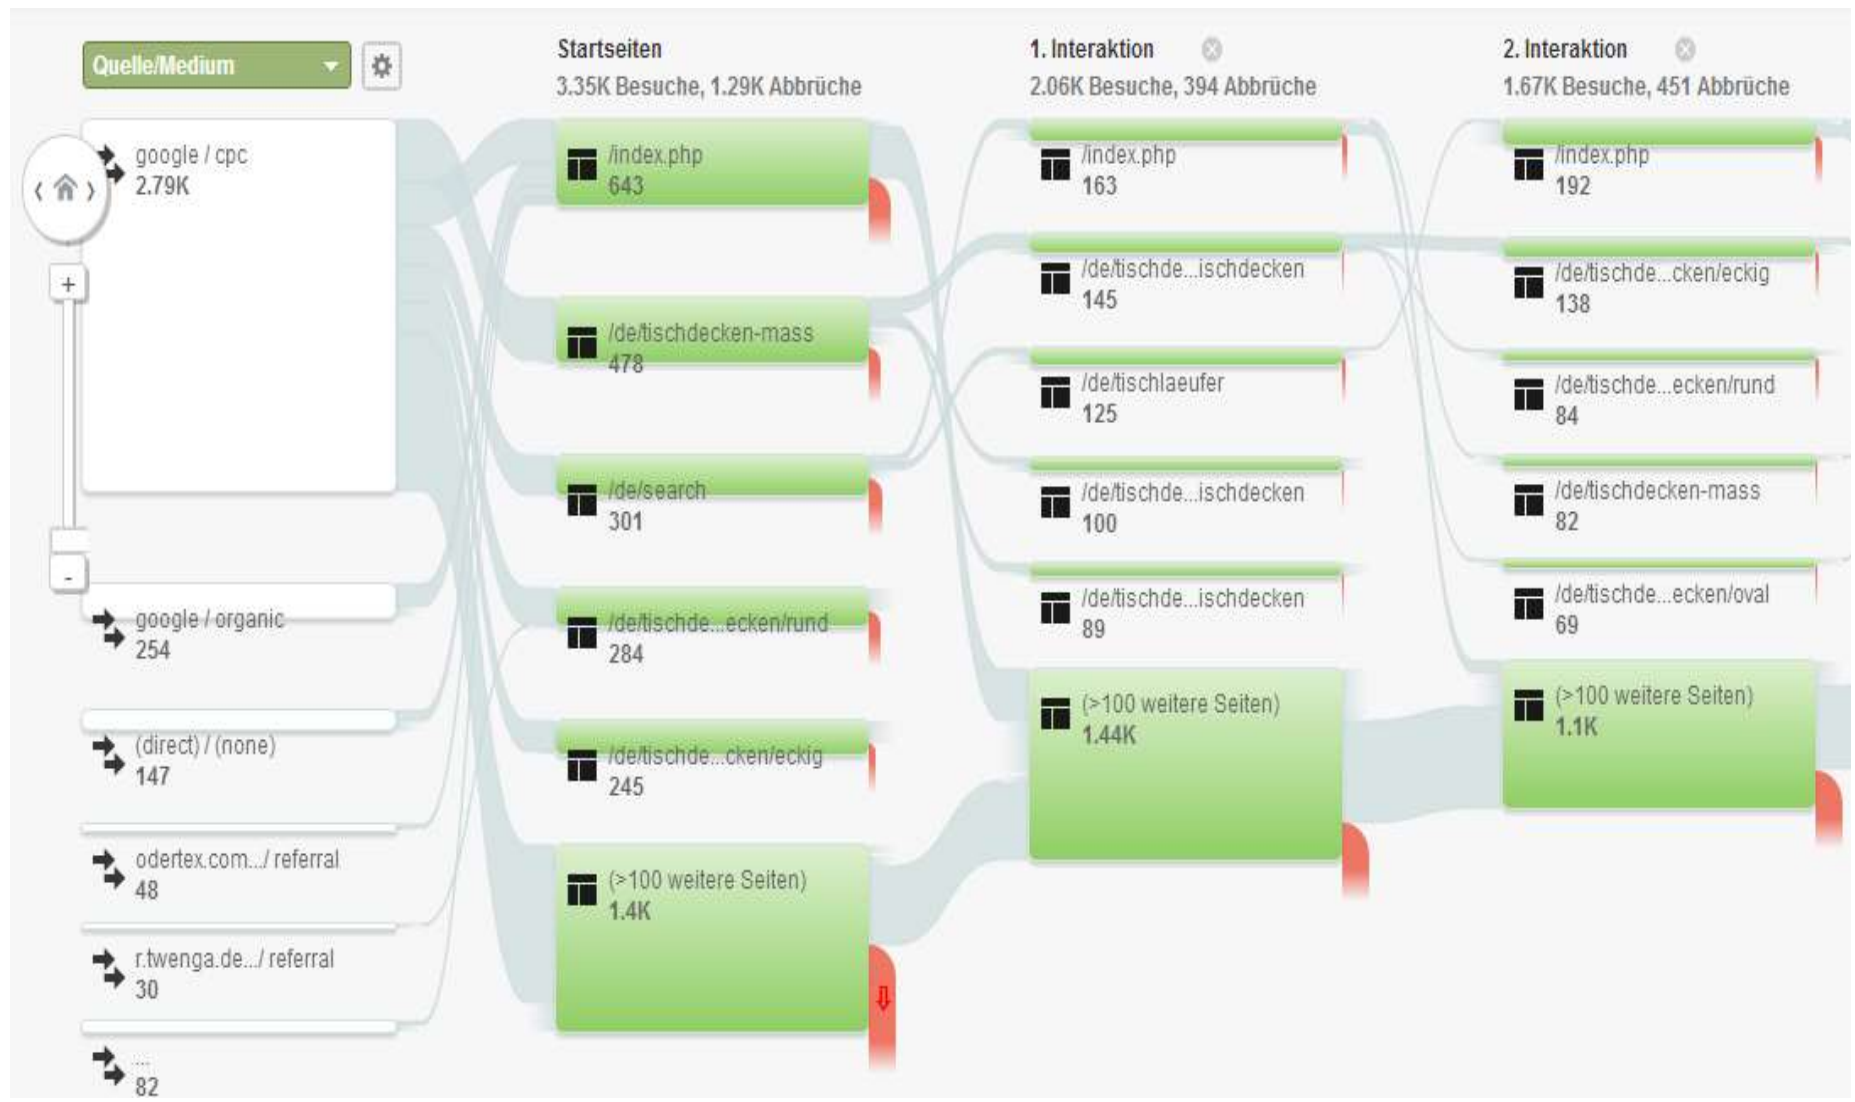 Quelle/Medium
google / cpc
2.79K
+
-
google / organic
254
(direct) / (none)
147
odertex.com.../ referral
48
r.twenga.de.../ referral
30
...
82
Startseiten
3.35K Besuche, 1.29K Abbrüche
/index.php
643
/de/tischdecken-mass
478
/de/search
301
/de/tischde...ecken/rund
284
/de/tischde...cken/eckig
245
(>100 weitere Seiten)
1.4K
1. Interaktion
2.06K Besuche, 394 Abbrüche
/index.php
163
/de/tischde...ischdecken
145
/de/tischlaeufer
125
/de/tischde...ischdecken
100
/de/tischde...ischdecken
89
(>100 weitere Seiten)
1.44K
2. Interaktion
1.67K Besuche, 451 Abbrüche
/index.php
192
/de/tischde...cken/eckig
138
/de/tischde...ecken/rund
84
/de/tischdecken-mass
82
/de/tischde...ecken/oval
69
(>100 weitere Seiten)
1.1K